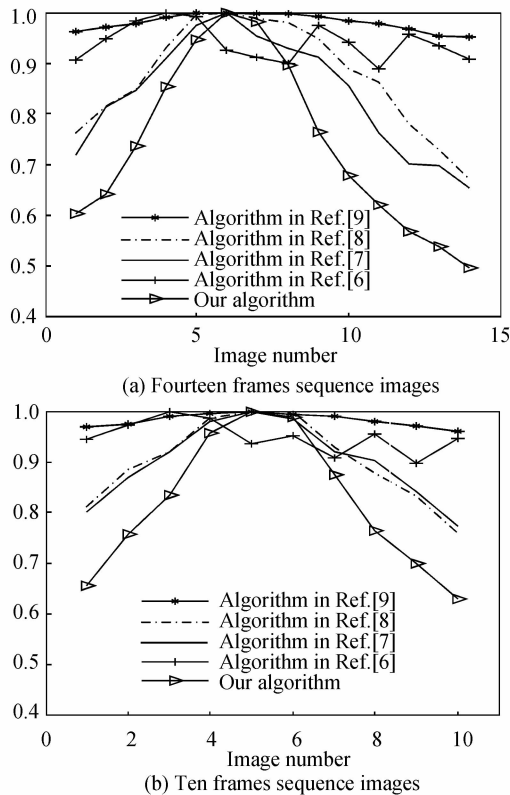 1.0
0.9
0.8
0.7
0.6
0.5
0.4
Algorithm in Ref.[9]
Algorithm in Ref.[8]
Algorithm in Ref.[7]
Algorithm in Ref.[6]
Our algorithm
0 5 10 15
Image number
(a) Fourteen frames sequence images
1.0
0.9
0.8
0.7
0.6
0.5
0.4
Algorithm in Ref.[9]
Algorithm in Ref.[8]
Algorithm in Ref.[7]
Algorithm in Ref.[6]
Our algorithm
0 2 4 6 8 10
Image number
(b) Ten frames sequence images